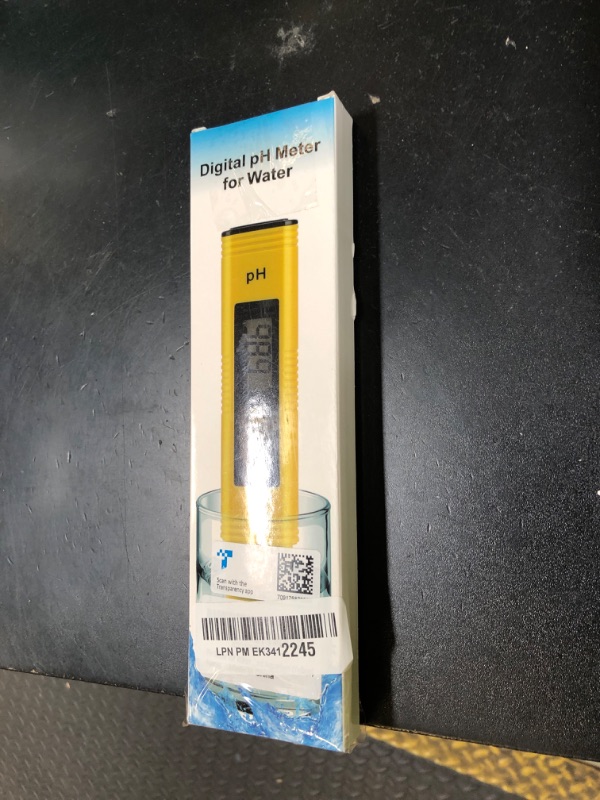 Digital pH Meter
for Water
pH
Scan with the
Transparency app
LPN PM EK3412245